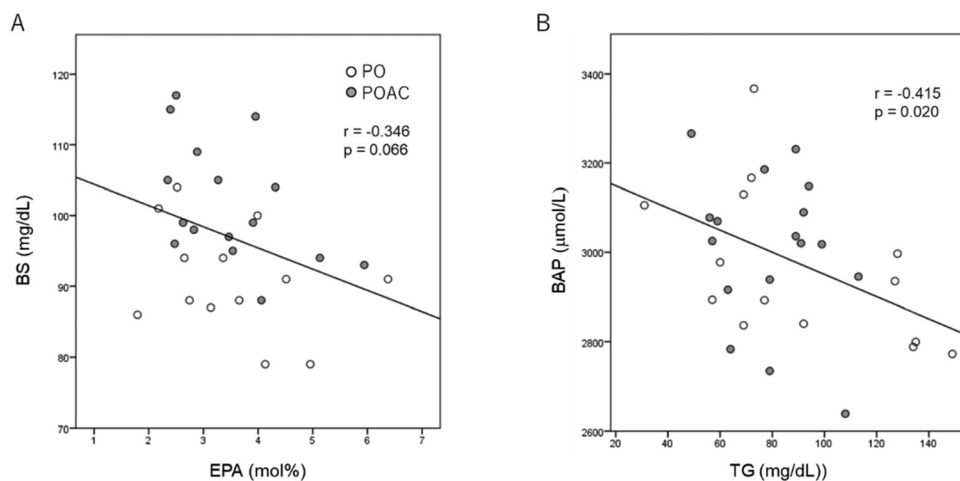 A
BS (mg/dL)
120
110
100
90
80
70
PO
POAC
r = -0.346
p = 0.066
1 2 3 4 5 6 7
EPA (mol%)
B
BAP (μmol/L)
3400
3200
3000
2800
2600
r = -0.415
p = 0.020
20 40 60 80 100 120 140
TG (mg/dL))